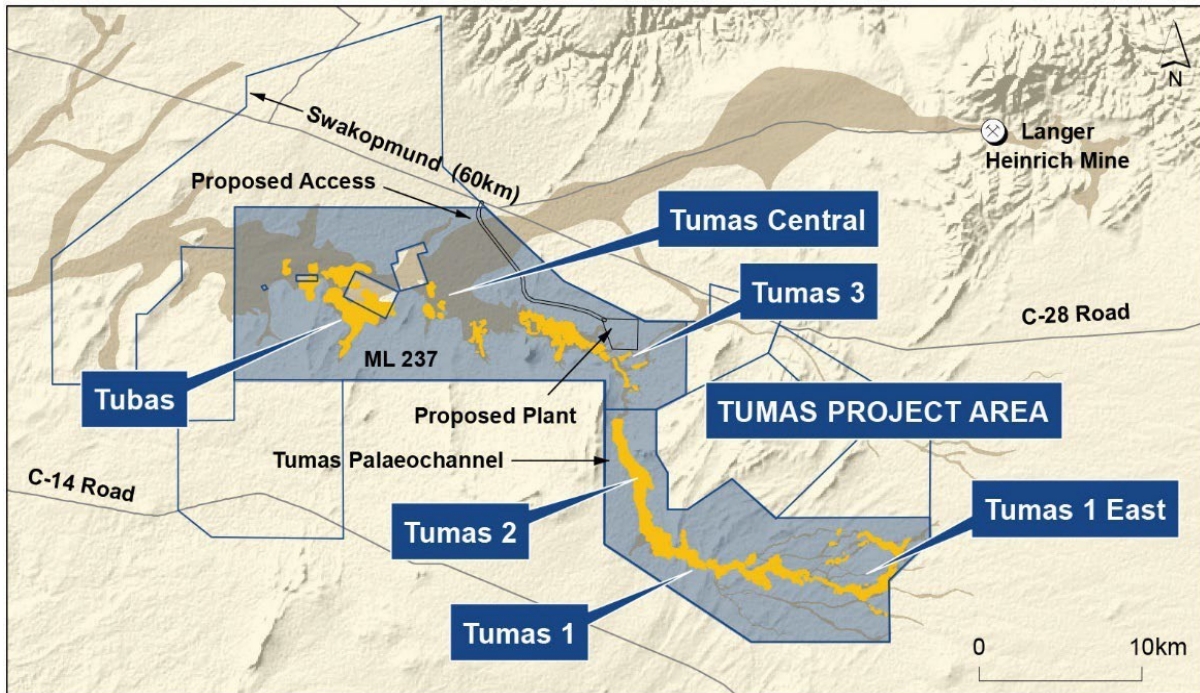 N
Langer
Heinrich Mine
Swakopmund (60km)
Proposed Access
Tumas Central
Tumas 3
C-28 Road
ML 237
Tubas
Proposed Plant
TUMAS PROJECT AREA
Tumas Palaeochannel
C-14 Road
Tumas 2
Tumas 1 East
Tumas 1
0
10km